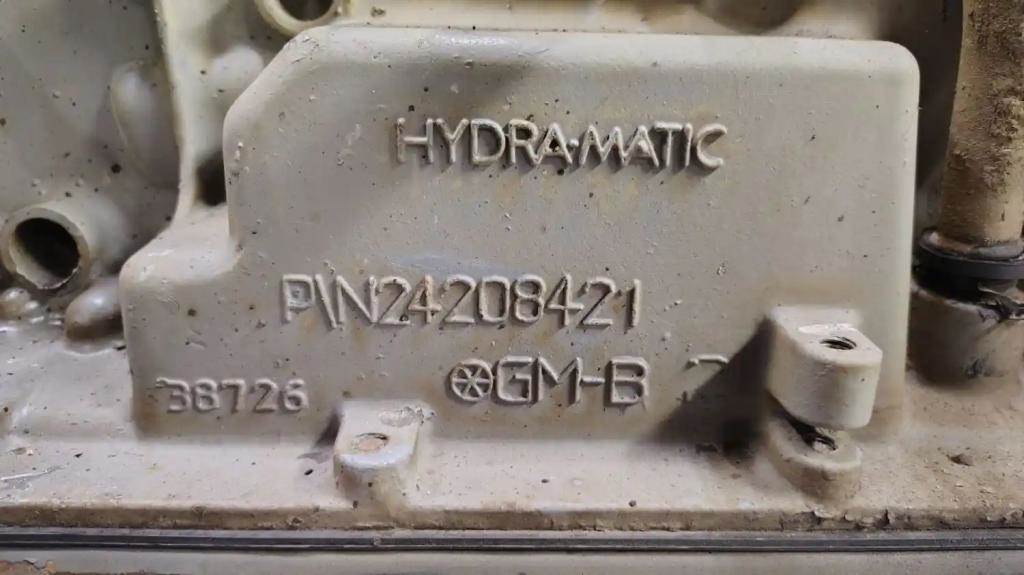 HYDRA·MATIC
P\N24208421
GM-B
38726